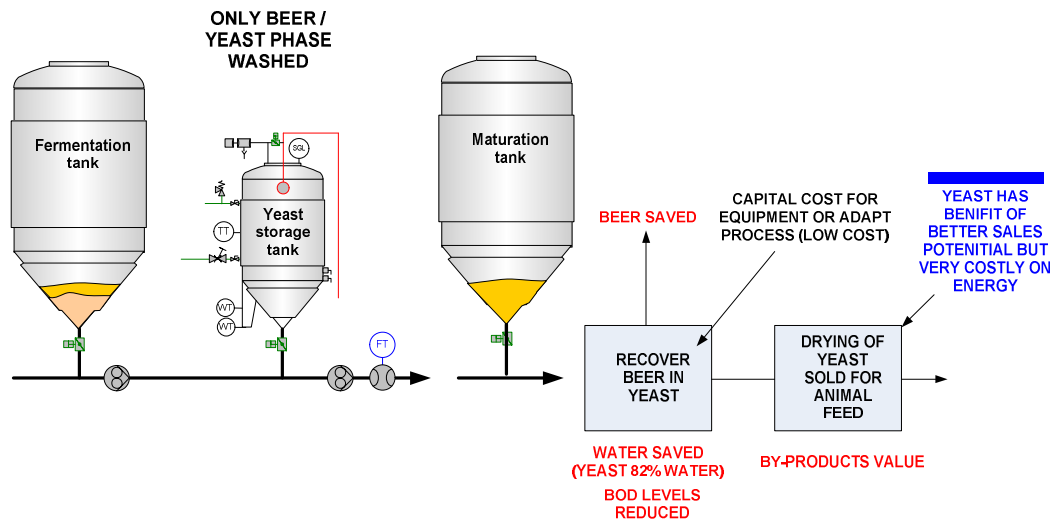 ONLY BEER /
YEAST PHASE
WASHED
Fermentation
tank
SGL
Yeast
storage
tank
TT
VVT
VVT
FT
Maturation
tank
BEER SAVED
CAPITAL COST FOR
EQUIPMENT OR ADAPT
PROCESS (LOW COST)
YEAST HAS
BENIFIT OF
BETTER SALES
POTENITIAL BUT
VERY COSTLY ON
ENERGY
RECOVER
BEER IN
YEAST
DRYING OF
YEAST
SOLD FOR
ANIMAL
FEED
WATER SAVED
(YEAST 82% WATER)
BOD LEVELS
REDUCED
BY-PRODUCTS VALUE